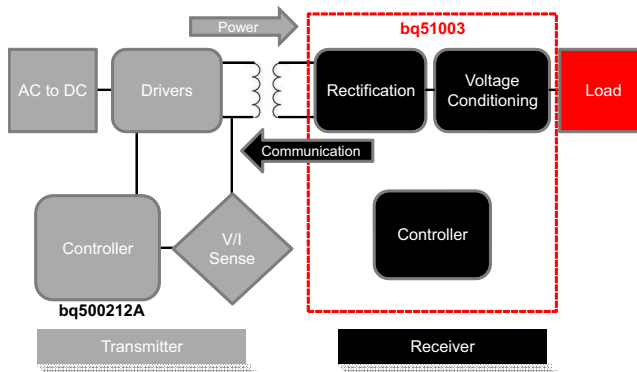 Power
bq51003
AC to DC
Drivers
Rectification
Voltage
Conditioning
Load
Communication
Controller
V/I
Sense
Controller
bq500212A
Transmitter
Receiver